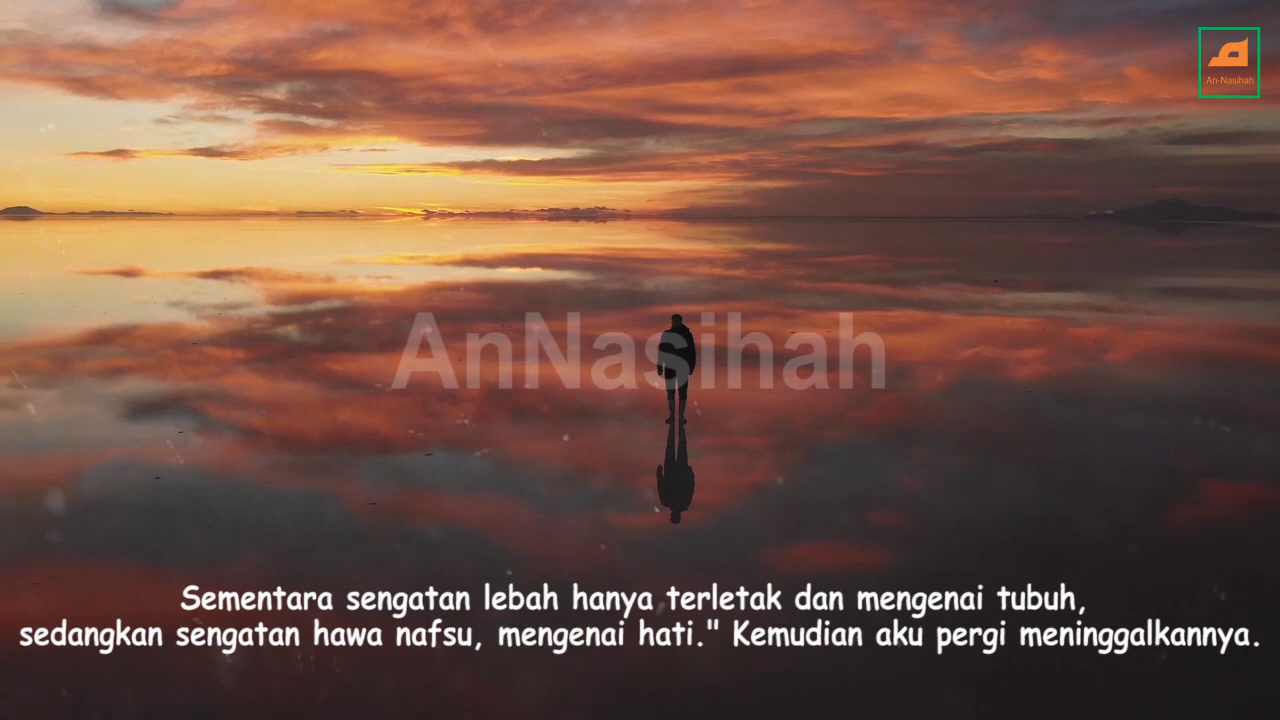 An-Nasihah
AnNasihah
Sementara sengatan lebah hanya terletak dan mengenai tubuh,
sedangkan sengatan hawa nafsu, mengenai hati." Kemudian aku pergi meninggalkannya.